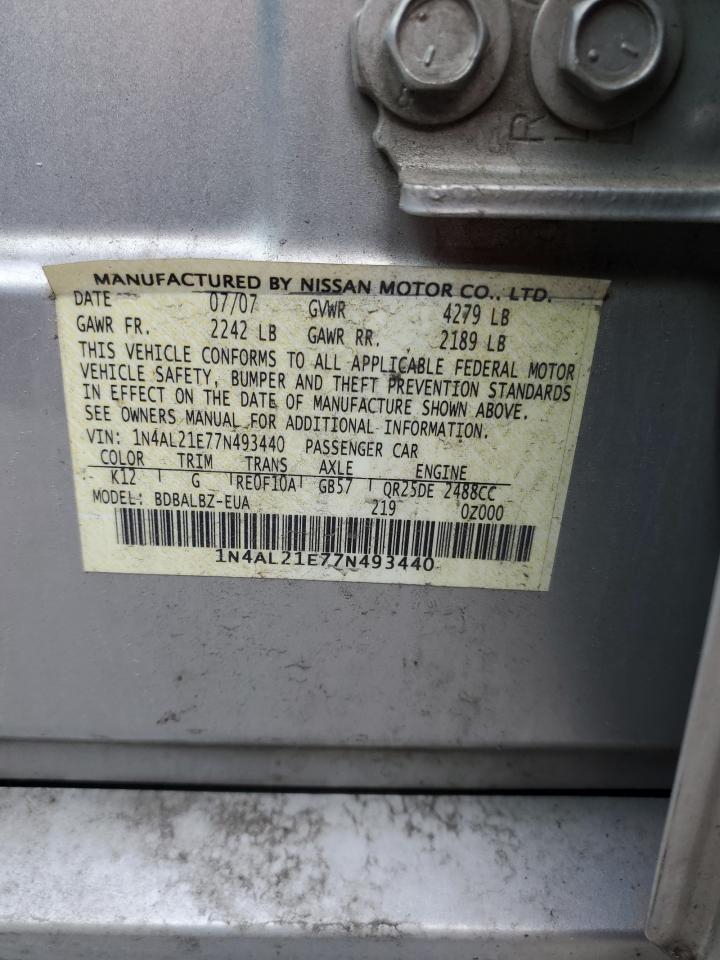 R
MANUFACTURED BY NISSAN MOTOR CO., LTD.
DATE 07/07 GVWR 4279 LB
GAWR FR. 2242 LB GAWR RR. 2189 LB
THIS VEHICLE CONFORMS TO ALL APPLICABLE FEDERAL MOTOR
VEHICLE SAFETY, BUMPER AND THEFT PREVENTION STANDARDS
IN EFFECT ON THE DATE OF MANUFACTURE SHOWN ABOVE.
SEE OWNERS MANUAL FOR ADDITIONAL INFORMATION.
VIN: 1N4AL21E77N493440 PASSENGER CAR
COLOR TRIM TRANS AXLE ENGINE
K12 G RE0F10A GB57 QR25DE 2488CC
MODEL: BDBALBZ-EUA 219 0Z000
1N4AL21E77N493440